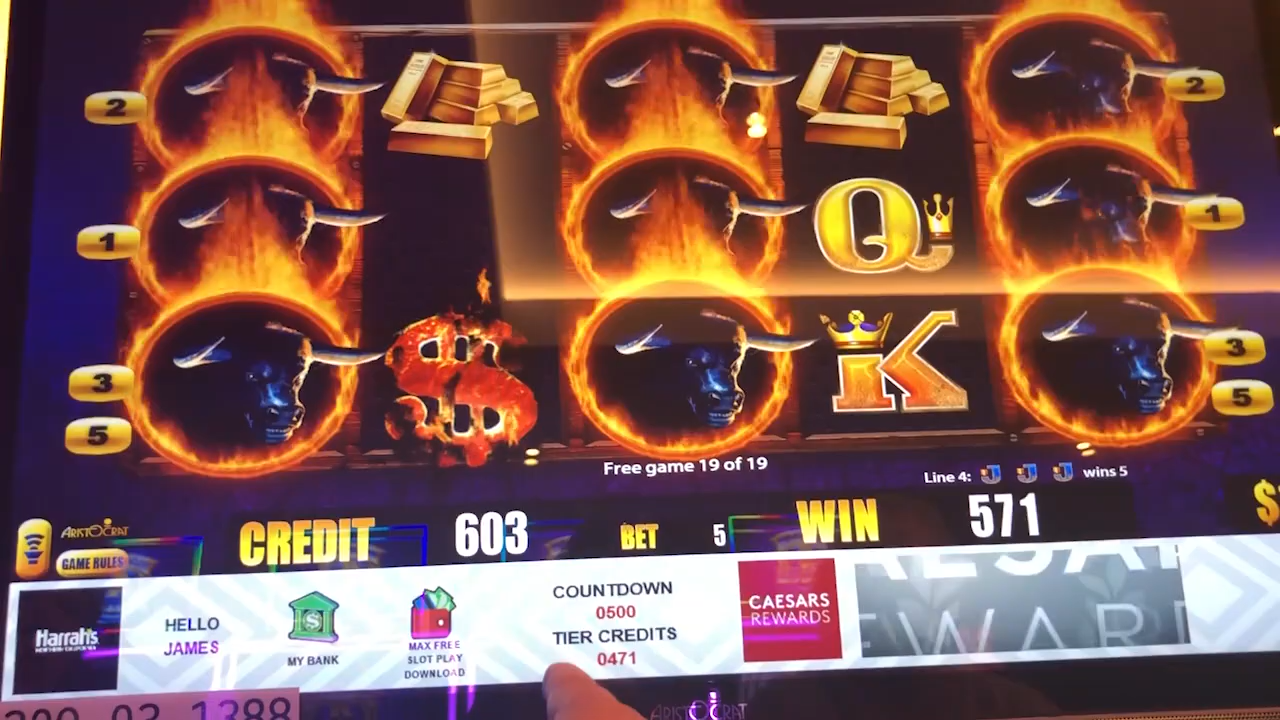 2
2
1
Q
1
3
K
3
5
5
Free game 19 of 19
Line 4: J J J wins 5
ARISTOCRAT
GAME RULES
CREDIT 603 BET 5 WIN 571
Harrah's
HELLO
JAMES
MY BANK
MAX FREE
SLOT PLAY
DOWNLOAD
COUNTDOWN
0500
TIER CREDITS
0471
CAESARS
REWARDS
ARISTOCRAT